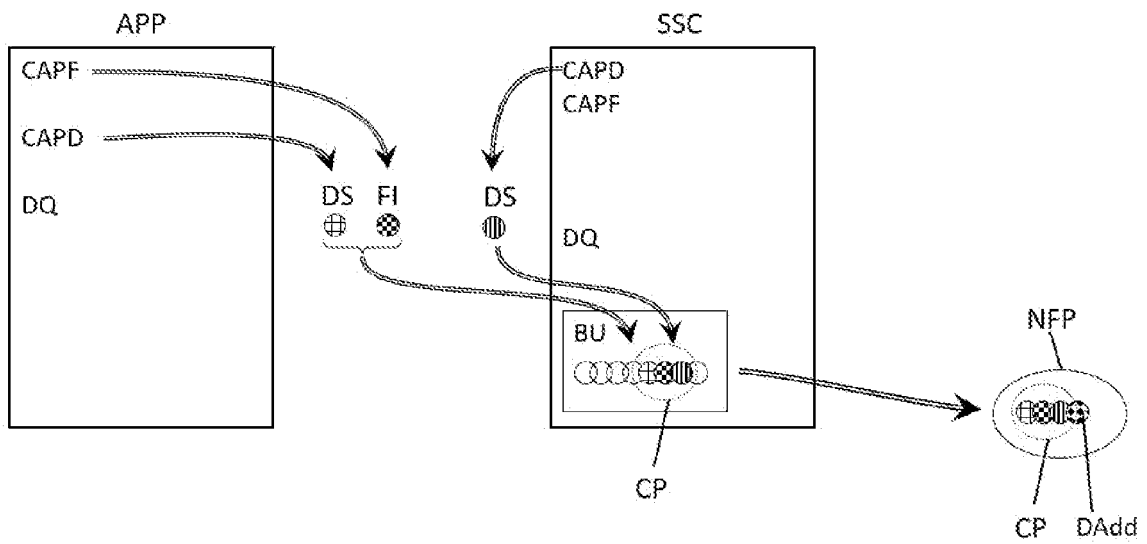 APP
SSC
CAPF
CAPD
DQ
DS FI
DS
CAPD
CAPF
DQ
BU
CP
NFP
CP DAdd